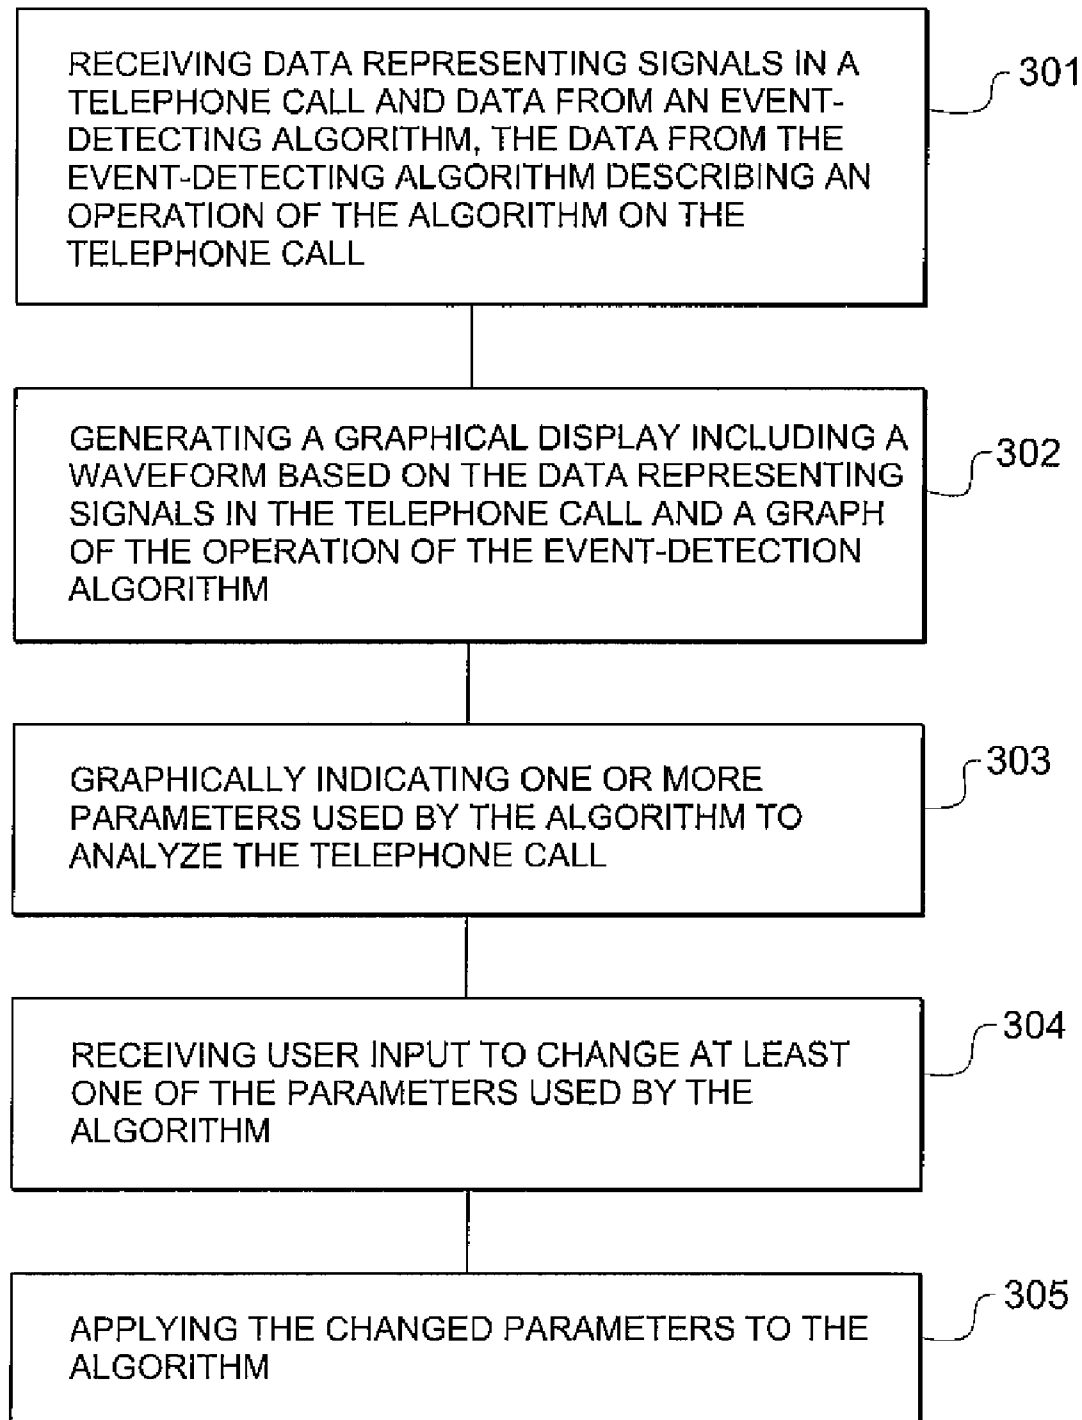 RECEIVING DATA REPRESENTING SIGNALS IN A
TELEPHONE CALL AND DATA FROM AN EVENT-
DETECTING ALGORITHM, THE DATA FROM THE
EVENT-DETECTING ALGORITHM DESCRIBING AN
OPERATION OF THE ALGORITHM ON THE
TELEPHONE CALL
301
GENERATING A GRAPHICAL DISPLAY INCLUDING A
WAVEFORM BASED ON THE DATA REPRESENTING
SIGNALS IN THE TELEPHONE CALL AND A GRAPH
OF THE OPERATION OF THE EVENT-DETECTION
ALGORITHM
302
GRAPHICALLY INDICATING ONE OR MORE
PARAMETERS USED BY THE ALGORITHM TO
ANALYZE THE TELEPHONE CALL
303
RECEIVING USER INPUT TO CHANGE AT LEAST
ONE OF THE PARAMETERS USED BY THE
ALGORITHM
304
APPLYING THE CHANGED PARAMETERS TO THE
ALGORITHM
305